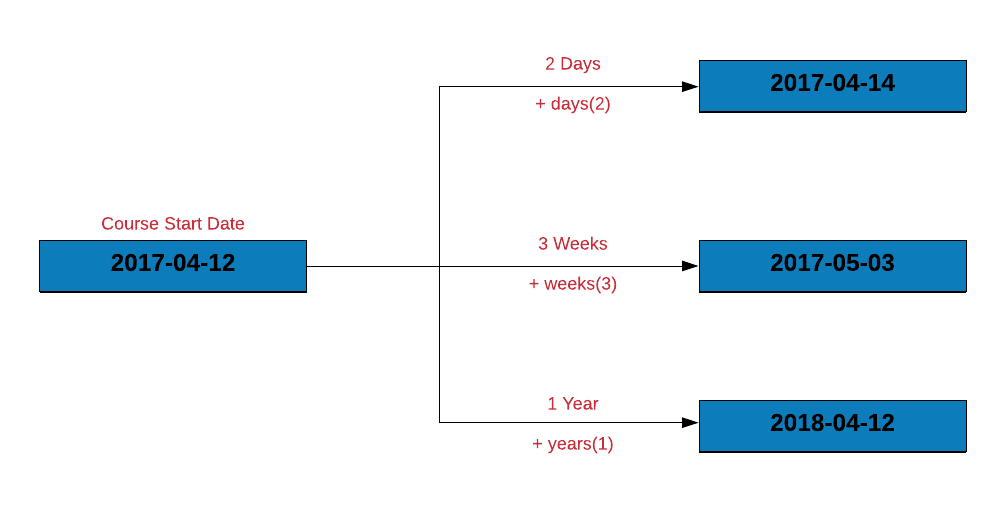 Course Start Date
2017-04-12
2 Days
+ days(2)
2017-04-14
3 Weeks
+ weeks(3)
2017-05-03
1 Year
+ years(1)
2018-04-12